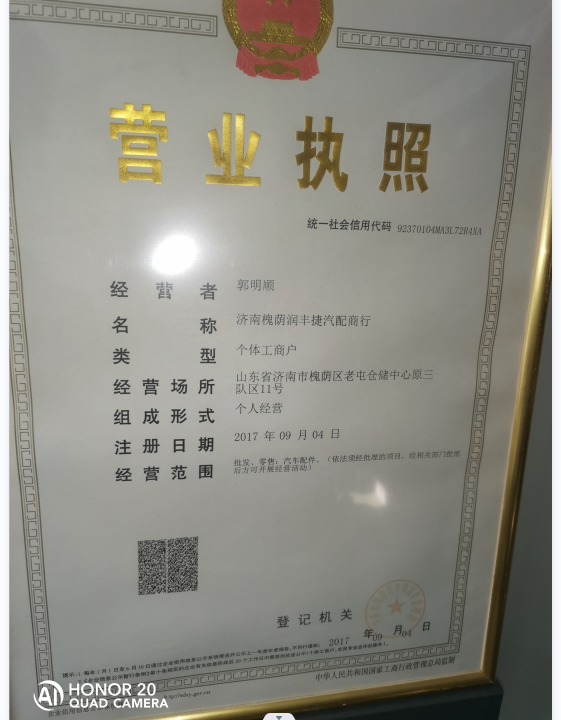 营业执照
统一社会信用代码 92370104MA3L72R4XA
经营者 郭明顺
名称 济南槐荫润丰捷汽配商行
类型 个体工商户
经营场所 山东省济南市槐荫区老屯仓储中心原三
队区11号
组成形式 个人经营
注册日期 2017 年 09 月 04 日
经营范围 批发、零售:汽车配件。(依法须经批准的项目,经相关部门批准
后方可开展经营活动)
登记机关
2017 年 09 月 04 日
中华人民共和国国家工商行政管理总局监制
HONOR 20
QUAD CAMERA